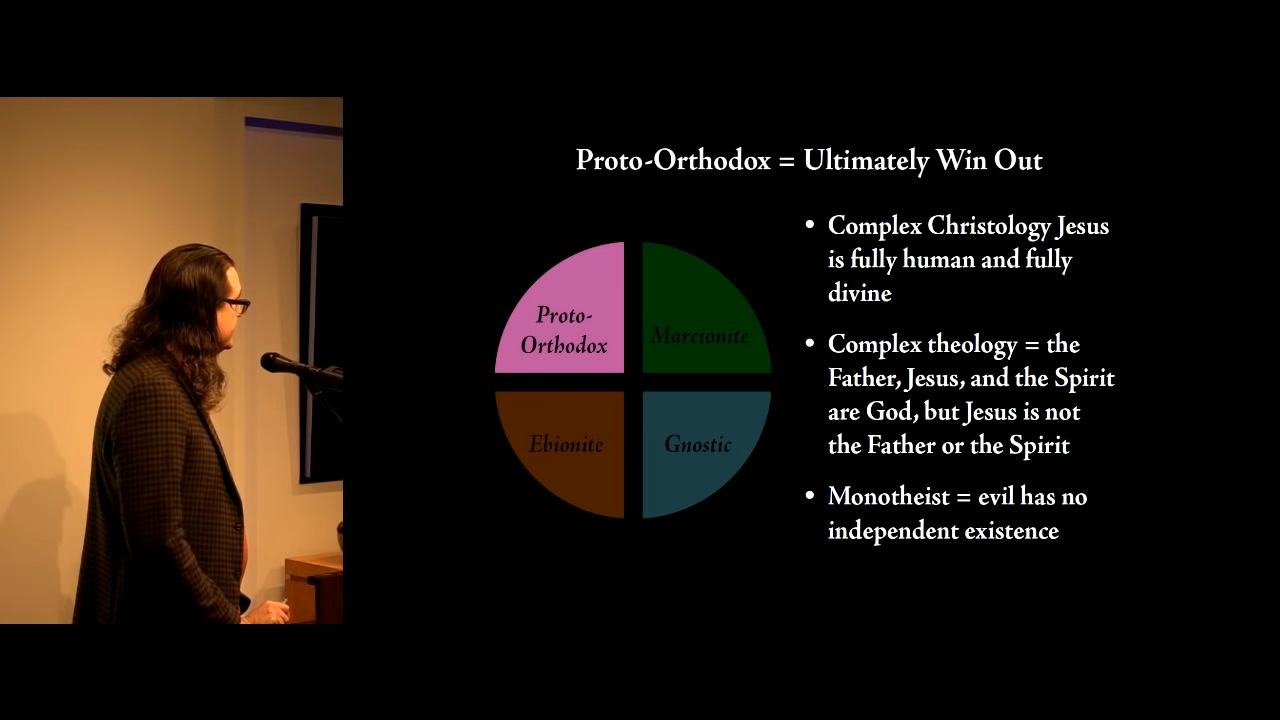 Proto-Orthodox = Ultimately Win Out
Proto-
Orthodox
Marcionite
Ebionite
Gnostic
• Complex Christology Jesus
is fully human and fully
divine
• Complex theology = the
Father, Jesus, and the Spirit
are God, but Jesus is not
the Father or the Spirit
• Monotheist = evil has no
independent existence